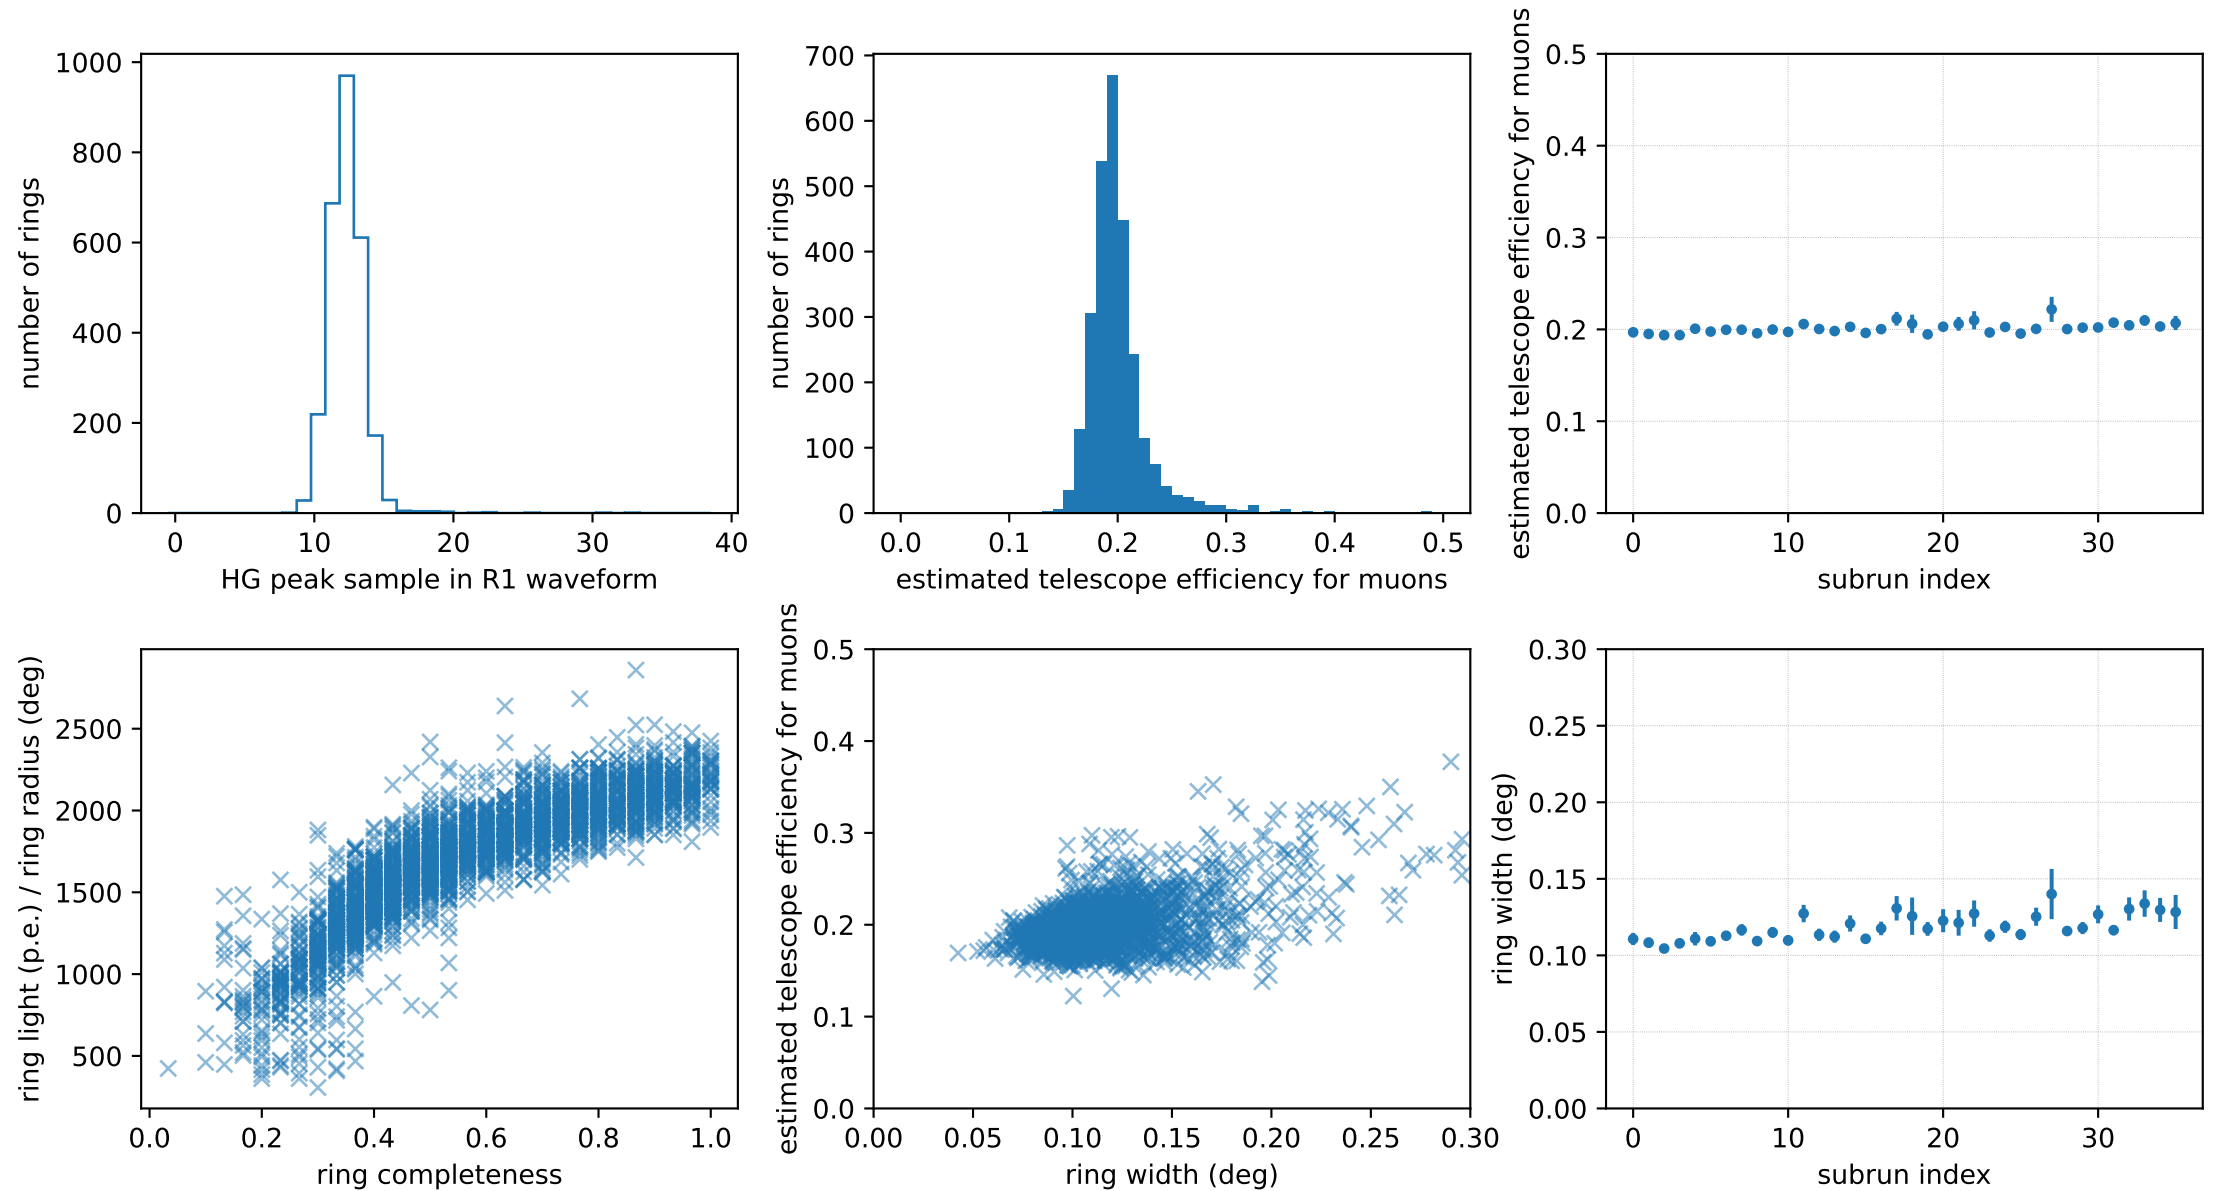 1000
800
600
400
200
0
number of rings
0 10 20 30 40
HG peak sample in R1 waveform
700
600
500
400
300
200
100
0
number of rings
0.0 0.1 0.2 0.3 0.4 0.5
estimated telescope efficiency for muons
0.5
0.4
0.3
0.2
0.1
0.0
estimated telescope efficiency for muons
0 10 20 30
subrun index
2500
2000
1500
1000
500
ring light (p.e.) / ring radius (deg)
0.0 0.2 0.4 0.6 0.8 1.0
ring completeness
0.5
0.4
0.3
0.2
0.1
0.0
estimated telescope efficiency for muons
0.00 0.05 0.10 0.15 0.20 0.25 0.30
ring width (deg)
0.30
0.25
0.20
0.15
0.10
0.05
0.00
ring width (deg)
0 10 20 30
subrun index